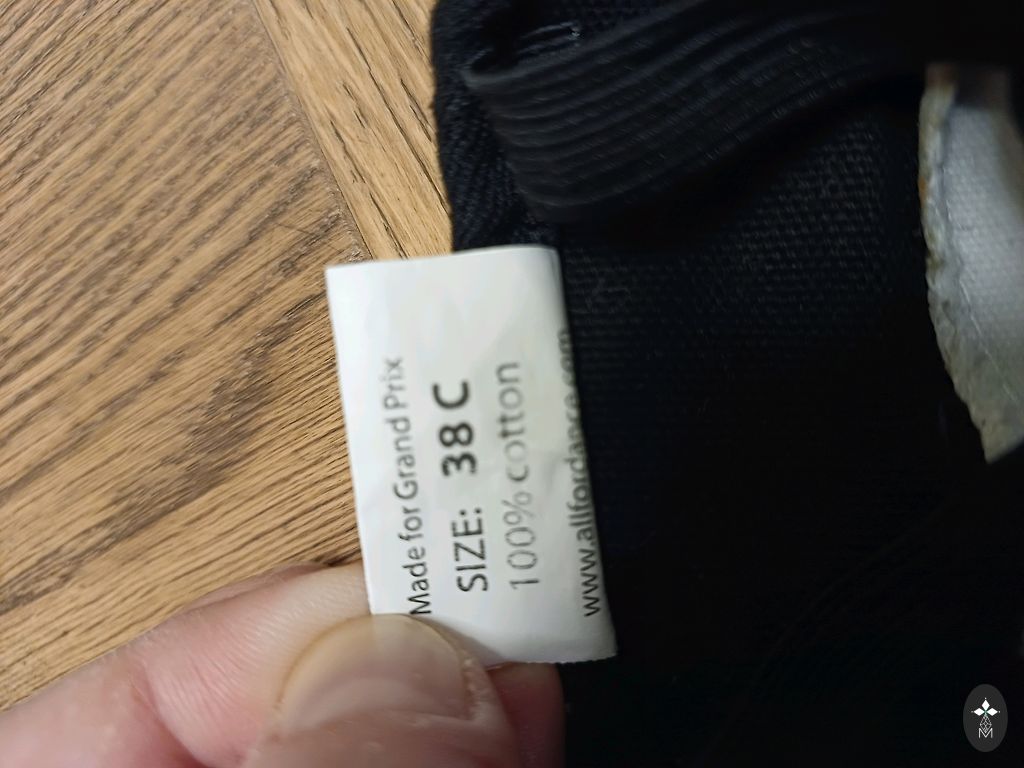 Made for Grand Prix
SIZE: 38 C
100% cotton
www.allfordance.com